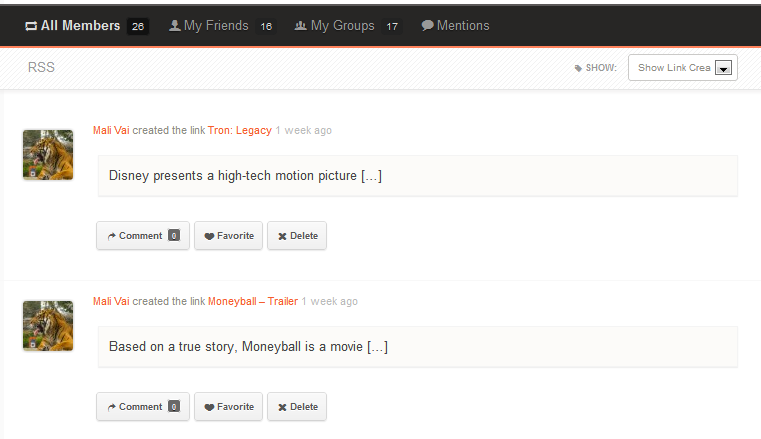 All Members 26 My Friends 16 My Groups 17 Mentions
RSS SHOW: Show Link Crea
Mali Vai created the link Tron: Legacy 1 week ago
Disney presents a high-tech motion picture [...]
Comment 0 Favorite Delete
Mali Vai created the link Moneyball – Trailer 1 week ago
Based on a true story, Moneyball is a movie [...]
Comment 0 Favorite Delete